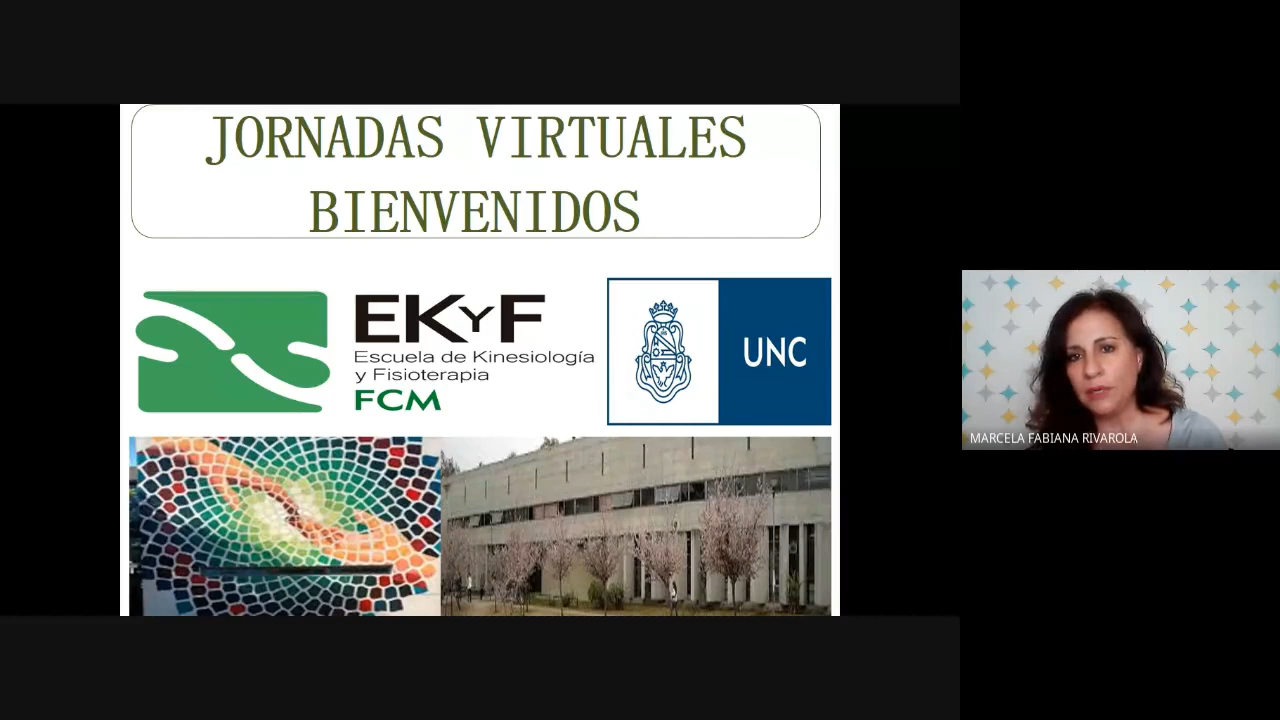 JORNADAS VIRTUALES
BIENVENIDOS
EKYF
Escuela de Kinesiología
y Fisioterapia
FCM
UNC
MARCELA FABIANA RIVAROLA